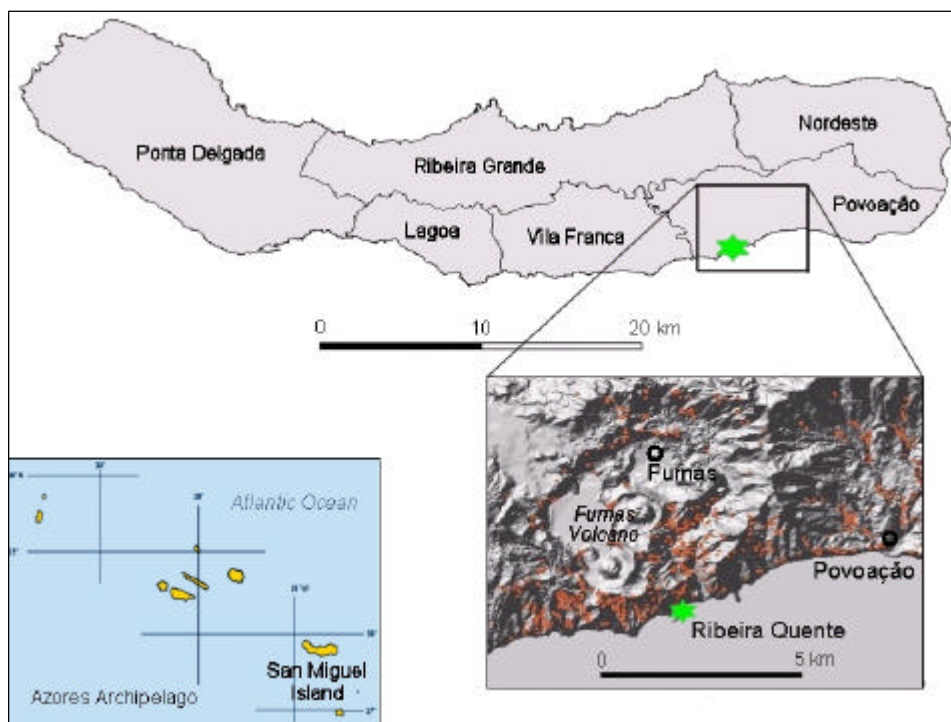 Nordeste
Ponta Delgada
Ribeira Grande
Povoação
Lagoa
Vila Franca
0 10 20 km
Furnas
Furnas
Volcano
Povoação
Ribeira Quente
0 5 km
Atlantic Ocean
San Miguel
Island
Azores Archipelago